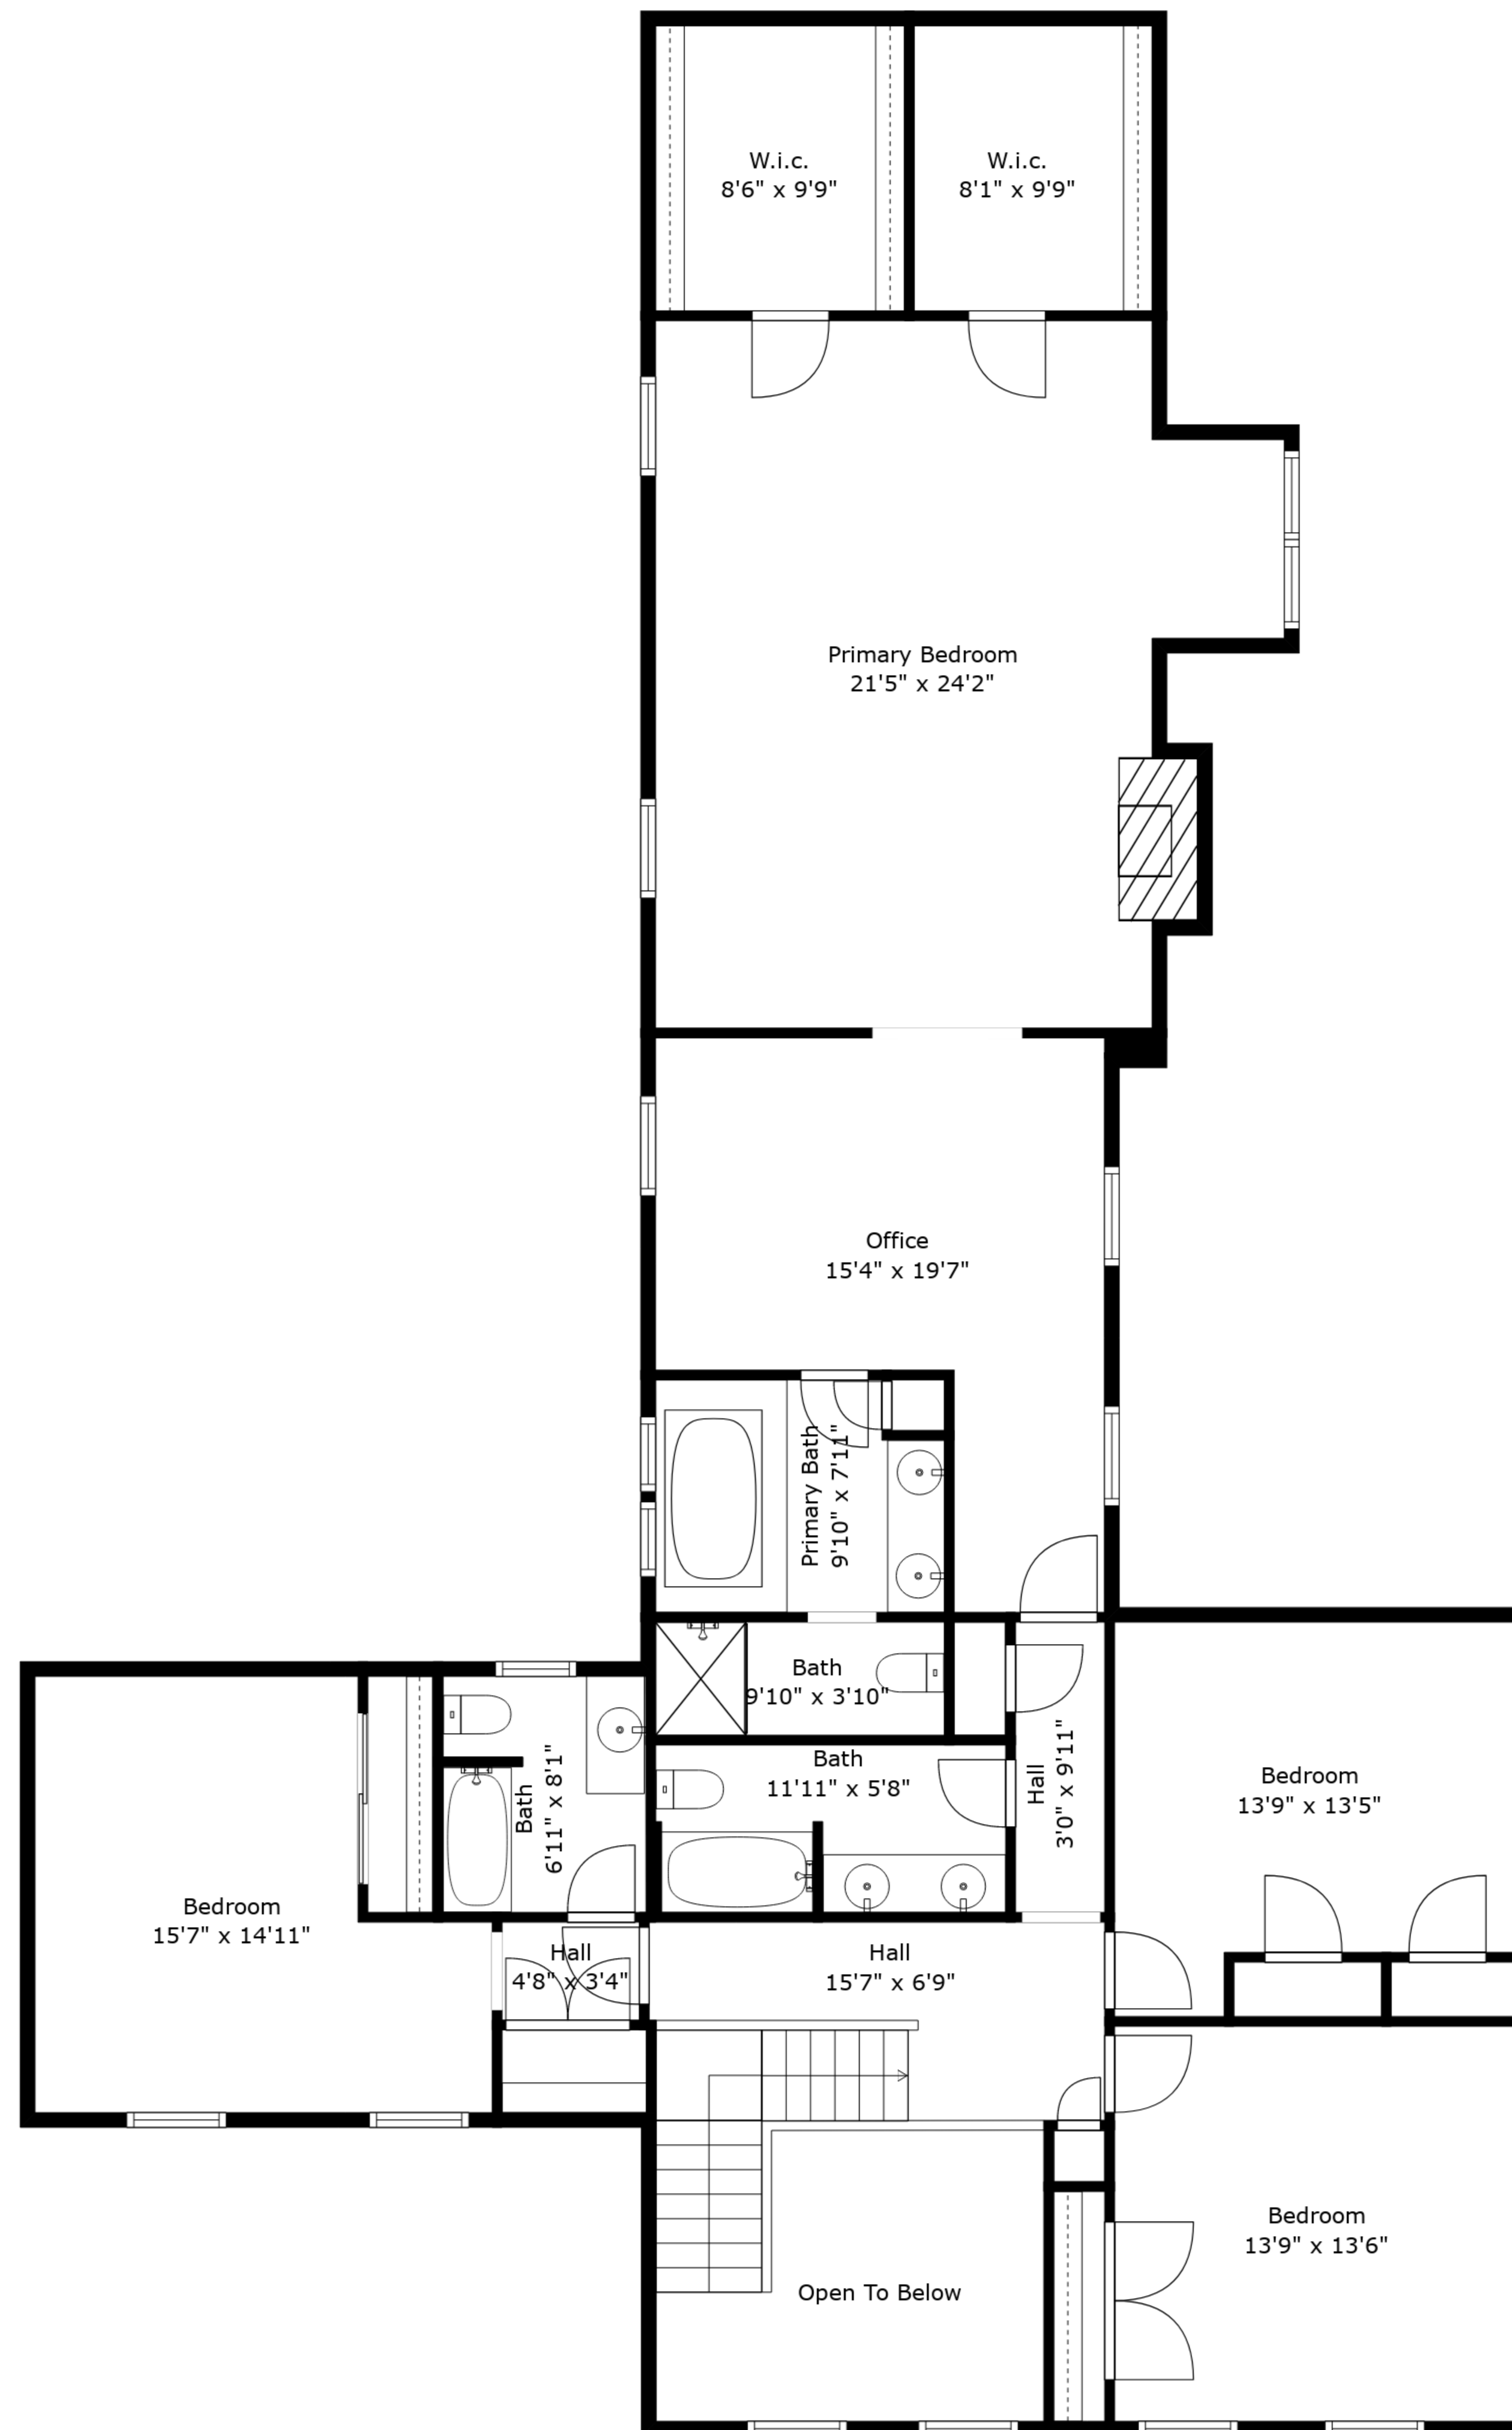 W.i.c.
8'6" x 9'9"
W.i.c.
8'1" x 9'9"
Primary Bedroom
21'5" x 24'2"
Office
15'4" x 19'7"
Primary Bath
9'10" x 7'11"
Bath
9'10" x 3'10"
Bath
11'11" x 5'8"
Hall
3'0" x 9'11"
Bath
6'11" x 8'1"
Bedroom
13'9" x 13'5"
Bedroom
15'7" x 14'11"
Hall
4'8" x 3'4"
Hall
15'7" x 6'9"
Bedroom
13'9" x 13'6"
Open To Below